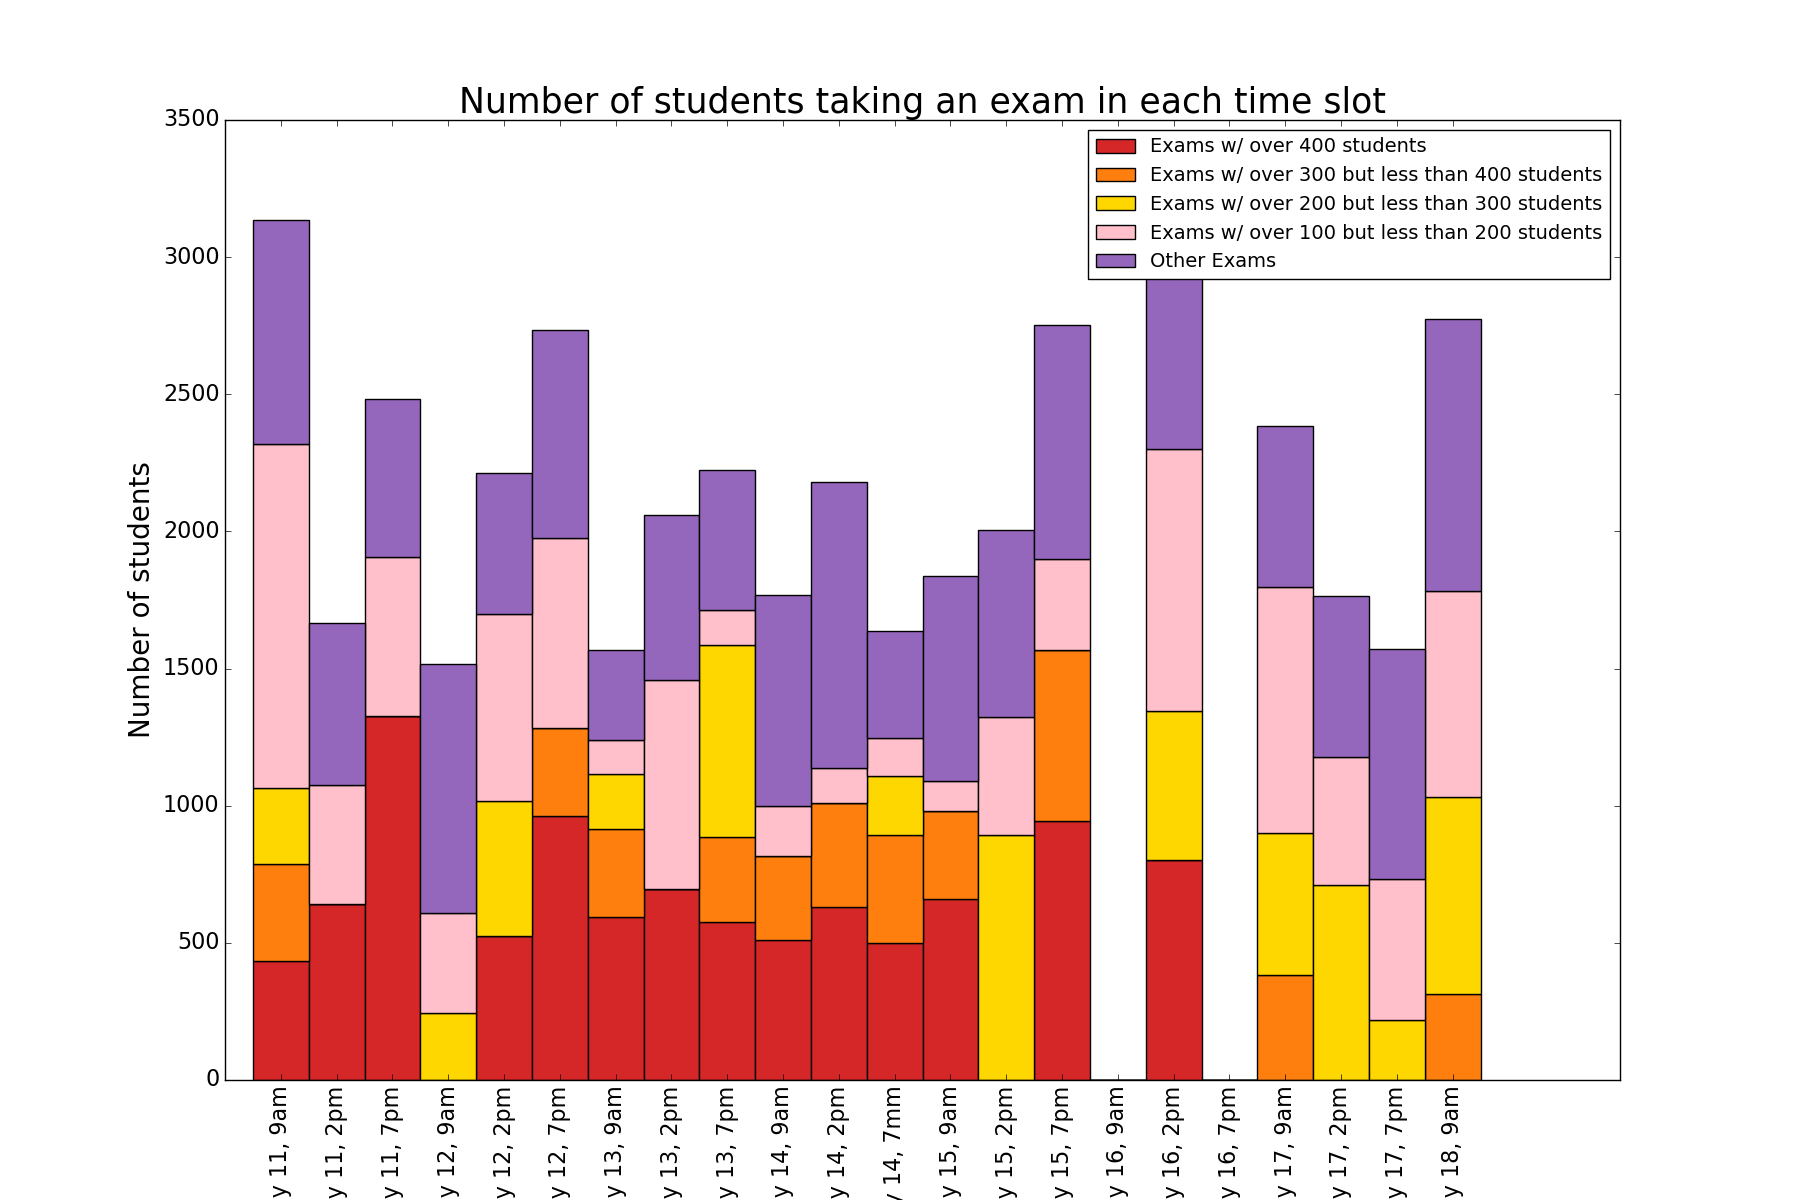 Number of students taking an exam in each time slot
Exams w/ over 400 students
Exams w/ over 300 but less than 400 students
Exams w/ over 200 but less than 300 students
Exams w/ over 100 but less than 200 students
Other Exams
3500
3000
2500
2000
1500
1000
500
0
Number of students
y 11, 9am
y 11, 2pm
y 11, 7pm
y 12, 9am
y 12, 2pm
y 12, 7pm
y 13, 9am
y 13, 2pm
y 13, 7pm
y 14, 9am
y 14, 2pm
y 14, 7mm
y 15, 9am
y 15, 2pm
y 15, 7pm
y 16, 9am
y 16, 2pm
y 16, 7pm
y 17, 9am
y 17, 2pm
y 17, 7pm
y 18, 9am